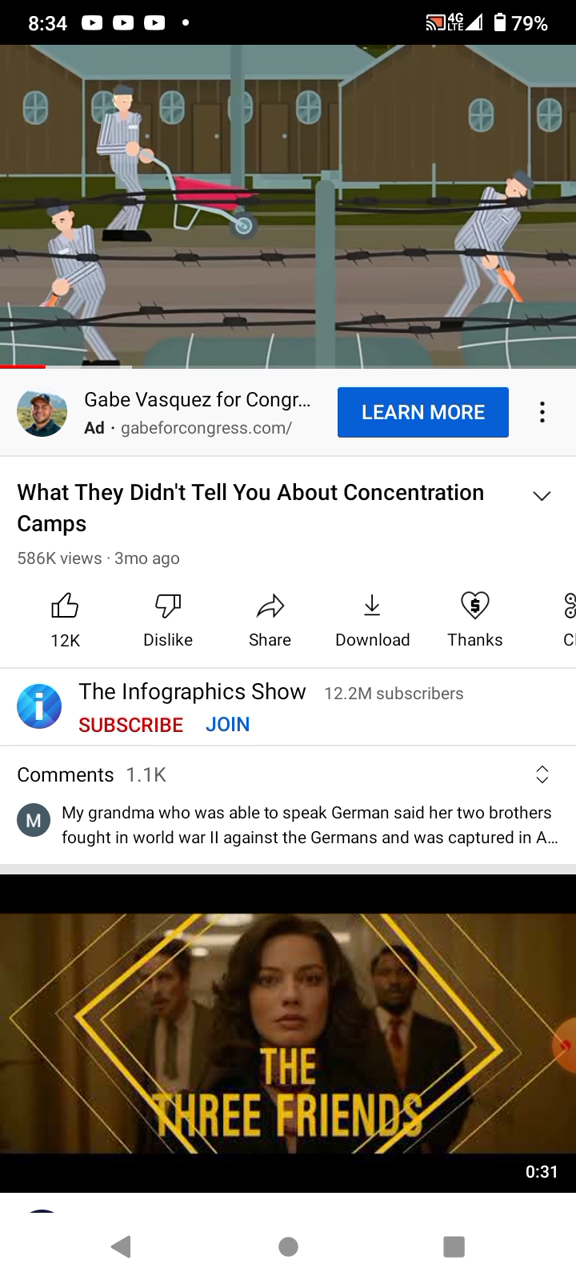 8:34
4G
LTE
79%
Gabe Vasquez for Congr...
Ad · gabeforcongress.com/
LEARN MORE
What They Didn't Tell You About Concentration
Camps
586K views · 3mo ago
12K
Dislike
Share
Download
Thanks
Cl
The Infographics Show 12.2M subscribers
SUBSCRIBE JOIN
Comments 1.1K
M
My grandma who was able to speak German said her two brothers
fought in world war II against the Germans and was captured in A...
THE
THREE FRIENDS
0:31